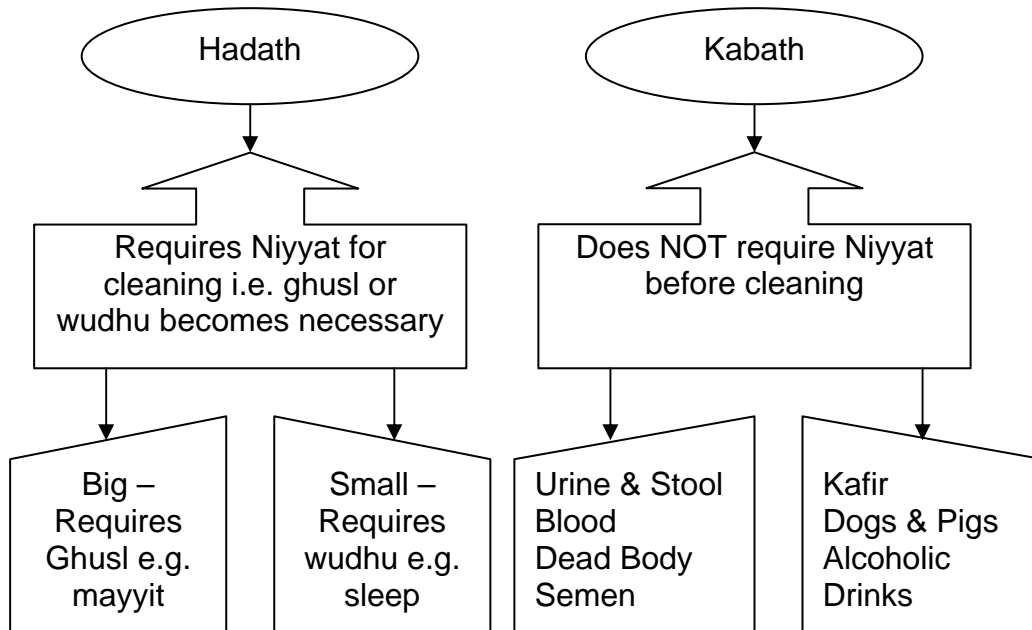 Hadath
Kabath
Requires Niyyat for
cleaning i.e. ghusl or
wudhu becomes necessary
Does NOT require Niyyat
before cleaning
Big –
Requires
Ghusl e.g.
mayyit
Small –
Requires
wudhu e.g.
sleep
Urine & Stool
Blood
Dead Body
Semen
Kafir
Dogs & Pigs
Alcoholic
Drinks